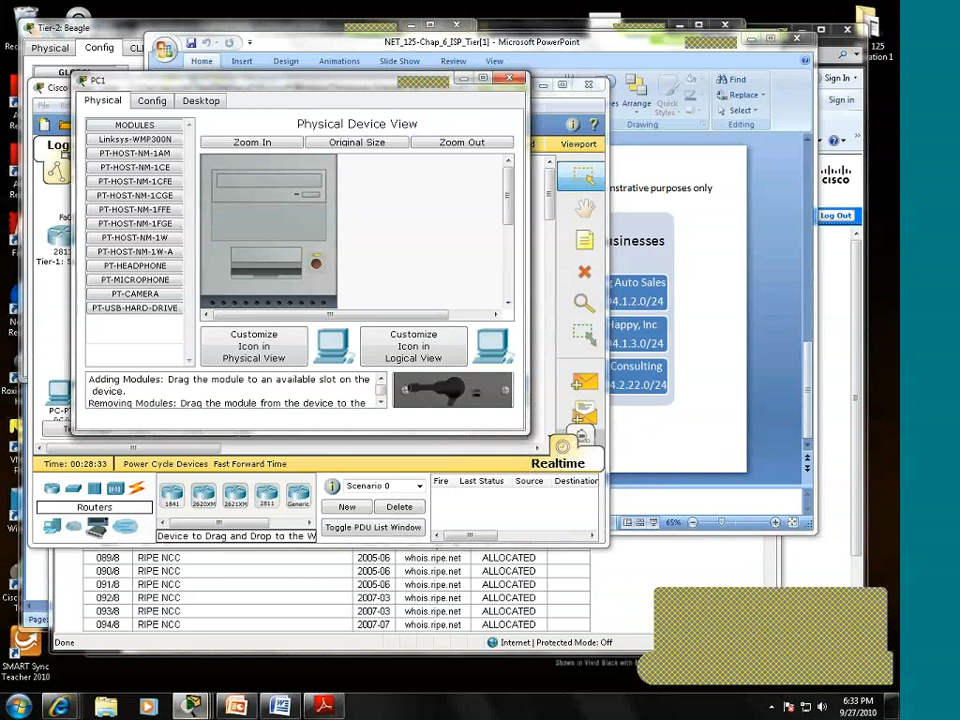 Tier-2: Beagle
Physical
Config
NET_125-Chap_6_ISP_Tier[1] - Microsoft PowerPoint
Home
Insert
Design
Animations
Slide Show
Review
View
Cisco
PC1
Physical
Config
Desktop
MODULES
Linksys-WMP300N
PT-HOST-NM-1AM
PT-HOST-NM-1CE
PT-HOST-NM-1CFE
PT-HOST-NM-1CGE
PT-HOST-NM-1FFE
PT-HOST-NM-1FGE
PT-HOST-NM-1W
PT-HOST-NM-1W-A
PT-HEADPHONE
PT-MICROPHONE
PT-CAMERA
PT-USB-HARD-DRIVE
Physical Device View
Zoom In
Original Size
Zoom Out
Customize
Icon in
Physical View
Customize
Icon in
Logical View
Adding Modules: Drag the module to an available slot on the
device.
Removing Modules: Drag the module from the device to the
Arrange
Quick
Styles
Drawing
Find
Replace
Select
Editing
Sign In
Sign in
125
Viewport
cisco
Log Out
nstrative purposes only
usinesses
g Auto Sales
04.1.2.0/24
Happy, Inc
04.1.3.0/24
Consulting
4.2.22.0/24
65%
Time: 00:28:33
Power Cycle Devices
Fast Forward Time
Realtime
Routers
1841
2620XM
2621XM
2811
Generic
Device to Drag and Drop to the W
Scenario 0
New
Delete
Toggle PDU List Window
Fire
Last Status
Source
Destination
089/8 RIPE NCC 2005-06 whois.ripe.net ALLOCATED
090/8 RIPE NCC 2005-06 whois.ripe.net ALLOCATED
091/8 RIPE NCC 2005-06 whois.ripe.net ALLOCATED
092/8 RIPE NCC 2007-03 whois.ripe.net ALLOCATED
093/8 RIPE NCC 2007-03 whois.ripe.net ALLOCATED
094/8 RIPE NCC 2007-07 whois.ripe.net ALLOCATED
Page:
Done
Internet | Protected Mode: Off
SMART Sync
Teacher 2010
6:33 PM
9/27/2010